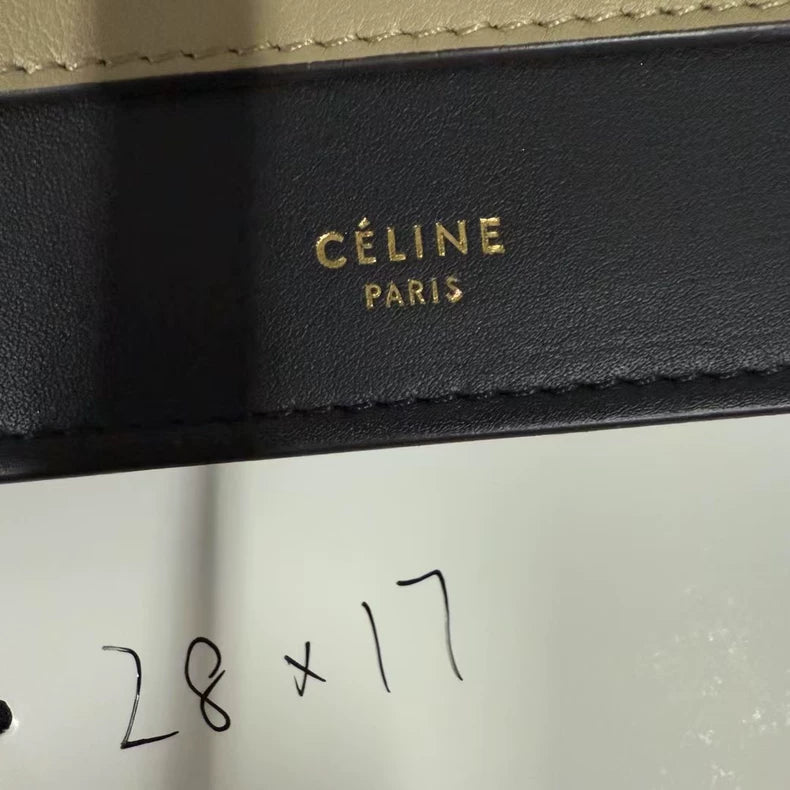 CÉLINE
PARIS
28 x 17